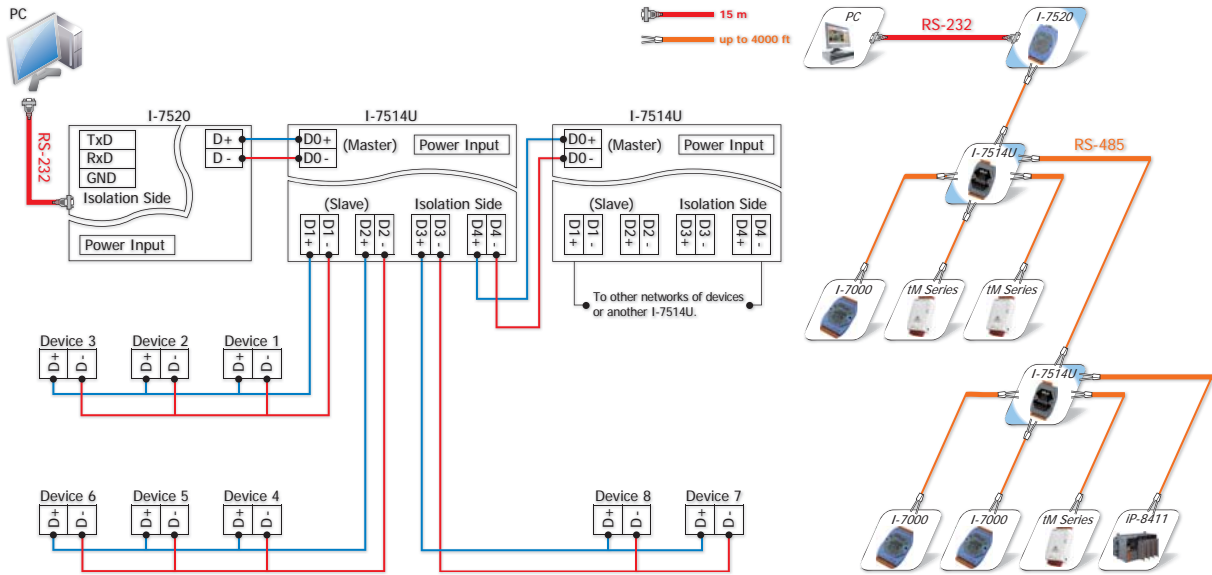 PC
RS-232
I-7520
TxD
RxD
GND
Isolation Side
Power Input
D+
D -
I-7514U
D0+
D0 -
(Master)
Power Input
(Slave)
Isolation Side
D1+
D1 -
D2+
D2 -
D3+
D3 -
D4+
D4 -
I-7514U
D0+
D0 -
(Master)
Power Input
(Slave)
Isolation Side
D1+
D1 -
D2+
D2 -
D3+
D3 -
D4+
D4 -
To other networks of devices
or another I-7514U.
Device 3
D+
D -
Device 2
D+
D -
Device 1
D+
D -
Device 6
D+
D -
Device 5
D+
D -
Device 4
D+
D -
Device 8
D+
D -
Device 7
D+
D -
15 m
up to 4000 ft
PC
RS-232
I-7520
I-7514U
RS-485
I-7000
tM Series
tM Series
I-7514U
I-7000
I-7000
tM Series
iP-8411